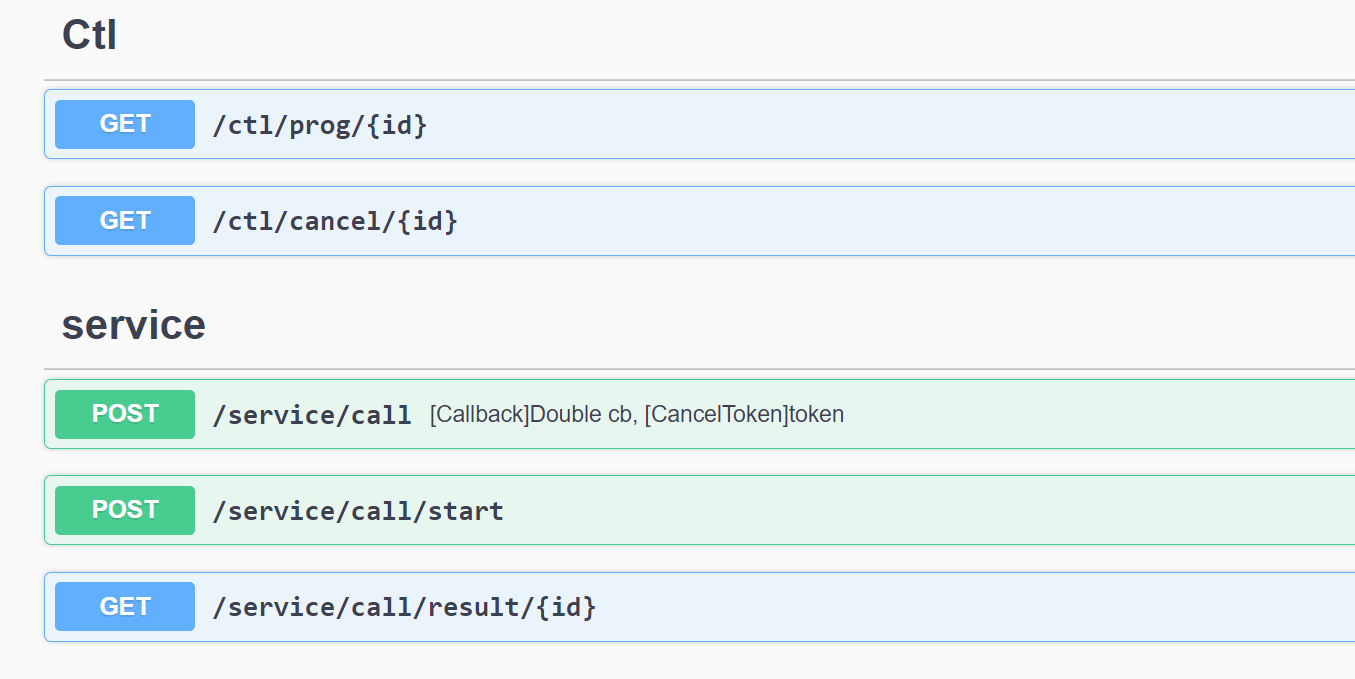 Ctl
GET /ctl/prog/{id}
GET /ctl/cancel/{id}
service
POST /service/call [Callback]Double cb, [CancelToken]token
POST /service/call/start
GET /service/call/result/{id}